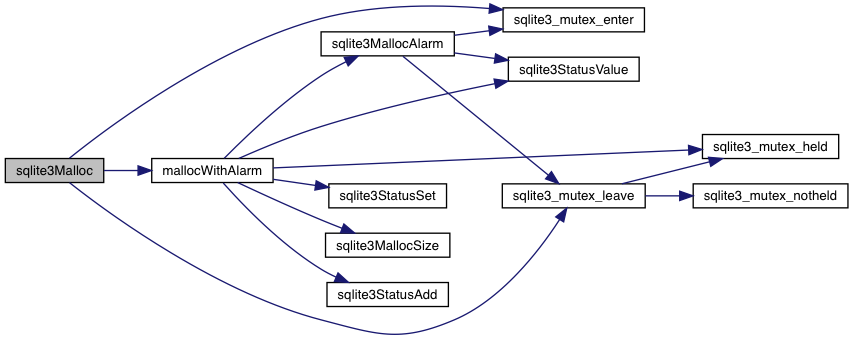 sqlite3_mutex_enter
sqlite3MallocAlarm
sqlite3StatusValue
sqlite3_mutex_held
sqlite3Malloc
mallocWithAlarm
sqlite3StatusSet
sqlite3_mutex_leave
sqlite3_mutex_notheld
sqlite3MallocSize
sqlite3StatusAdd